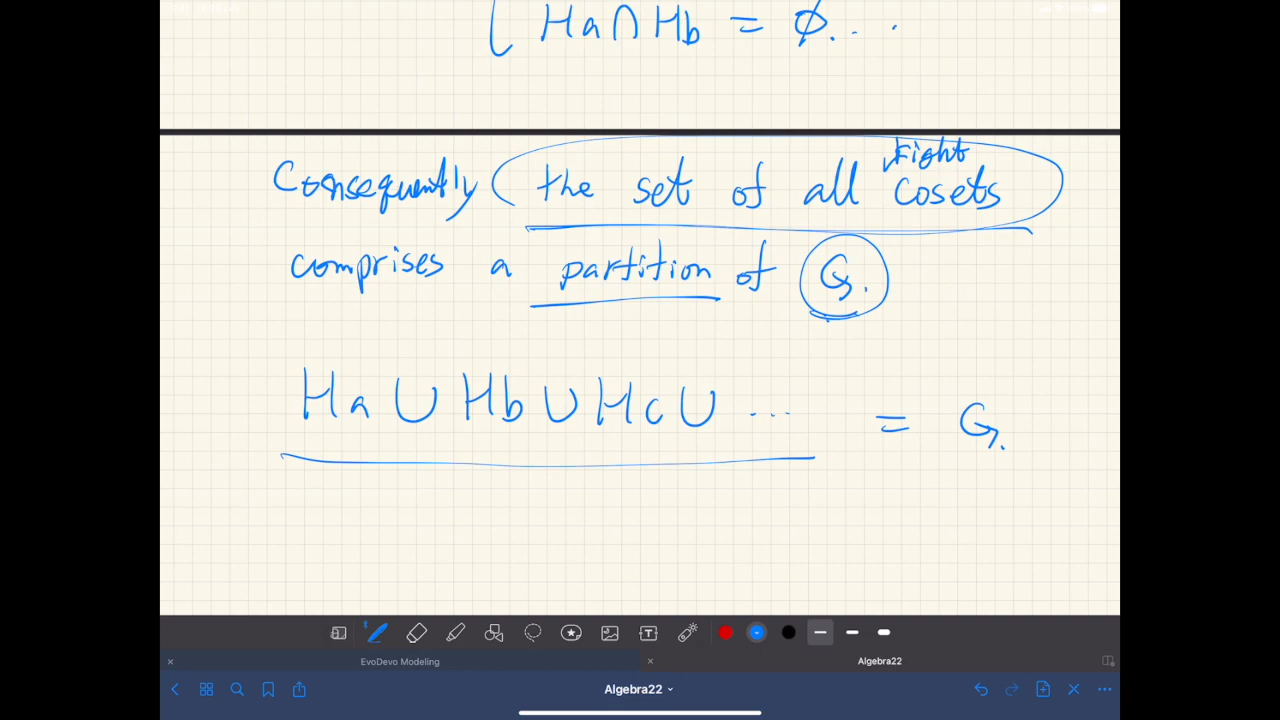 Ha ∩ Hb = ∅. . .
right
Consequently the set of all cosets
comprises a partition of G.
Ha ∪ Hb ∪ Hc ∪ ... = G.
T
EvoDevo Modeling
Algebra22
Algebra22